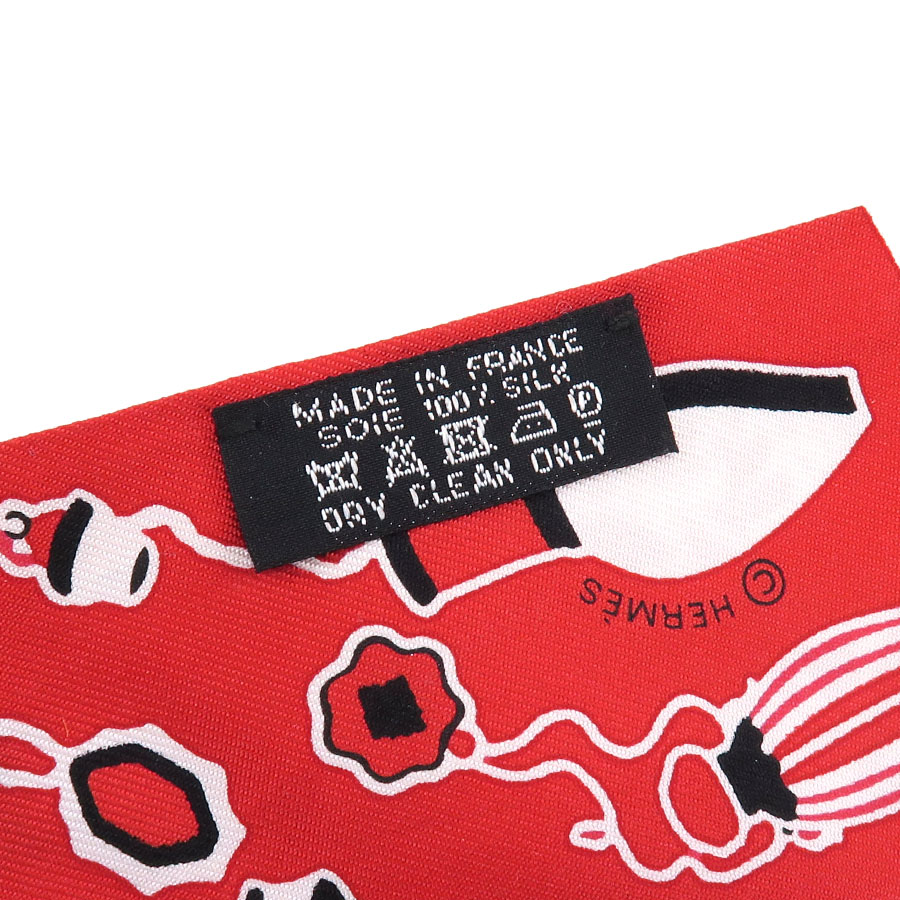 MADE IN FRANCE
SOIE 100% SILK
P
DRY CLEAN ONLY
© HERMÈS